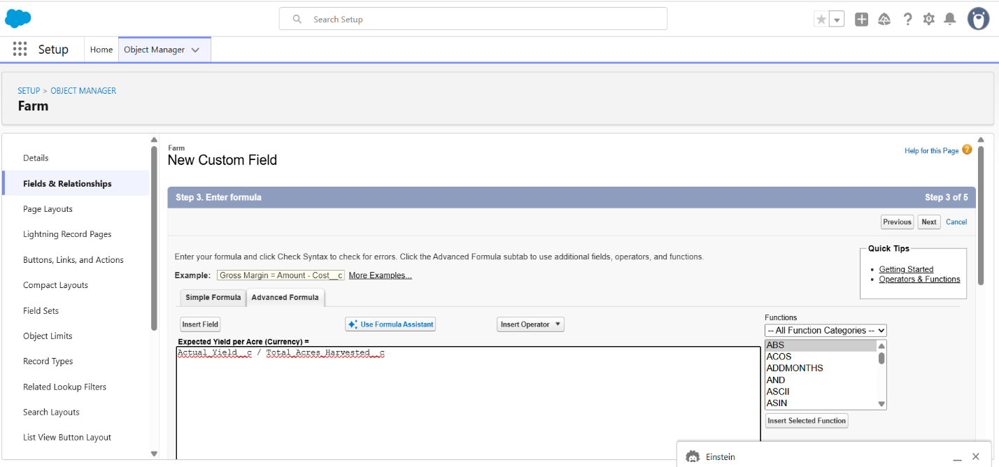 Search Setup
Setup
Home
Object Manager
SETUP > OBJECT MANAGER
Farm
Details
Fields & Relationships
Page Layouts
Lightning Record Pages
Buttons, Links, and Actions
Compact Layouts
Field Sets
Object Limits
Record Types
Related Lookup Filters
Search Layouts
List View Button Layout
Farm
New Custom Field
Help for this Page ?
Step 3. Enter formula
Step 3 of 5
Previous
Next
Cancel
Enter your formula and click Check Syntax to check for errors. Click the Advanced Formula subtab to use additional fields, operators, and functions.
Example: Gross Margin = Amount - Cost__c More Examples...
Quick Tips
• Getting Started
• Operators & Functions
Simple Formula
Advanced Formula
Insert Field
Use Formula Assistant
Insert Operator
Expected Yield per Acre (Currency) =
Actual_Yield__c / Total_Acres_Harvested__c
Functions
-- All Function Categories --
ABS
ACOS
ADDMONTHS
AND
ASCII
ASIN
Insert Selected Function
Einstein